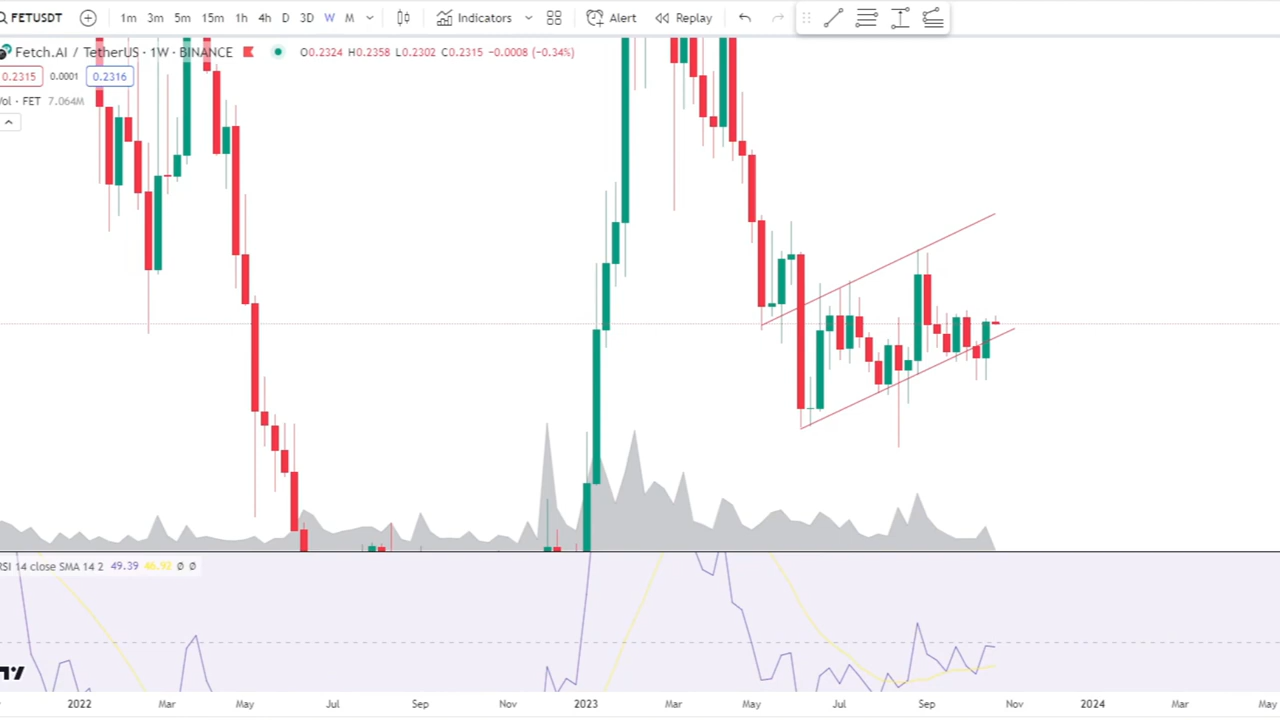 FETUSDT 1m 3m 5m 15m 1h 4h D 3D W M Indicators Alert Replay
Fetch.AI / TetherUS · 1W · BINANCE O0.2324 H0.2358 L0.2302 C0.2315 −0.0008 (−0.34%)
0.2315 0.0001 0.2316
Vol · FET 7.064M
RSI 14 close SMA 14 2 49.39 46.92 Ø Ø
2022 Mar May Jul Sep Nov 2023 Mar May Jul Sep Nov 2024 Mar May